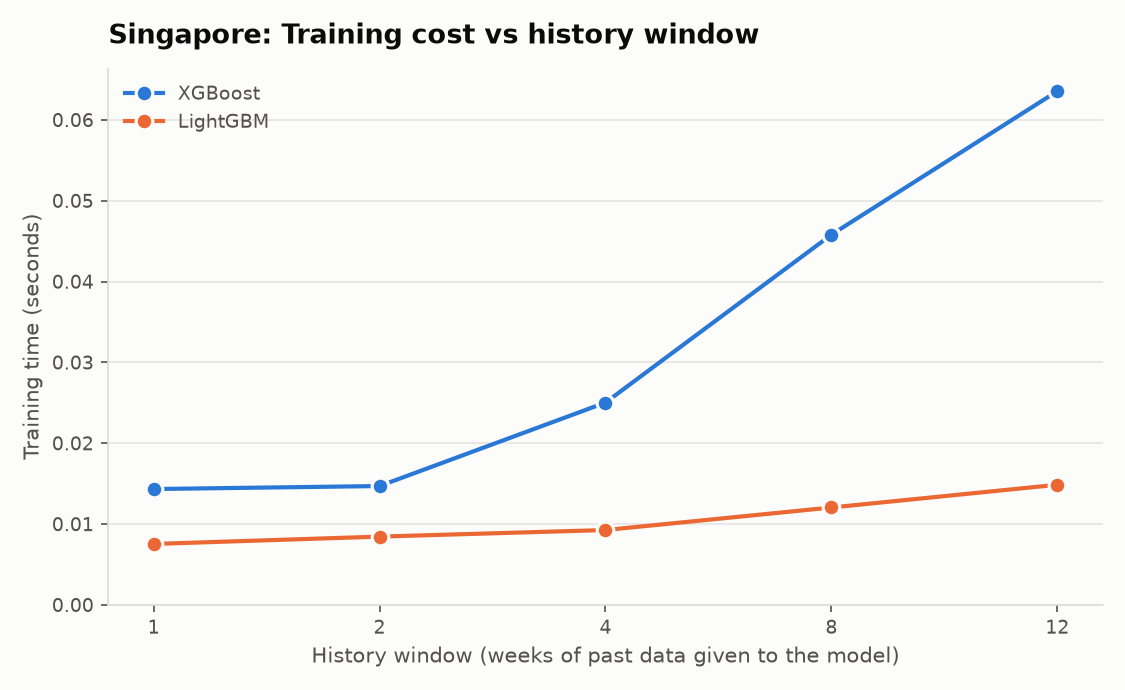 Singapore: Training cost vs history window
XGBoost
LightGBM
Training time (seconds)
0.06
0.05
0.04
0.03
0.02
0.01
0.00
1 2 4 8 12
History window (weeks of past data given to the model)